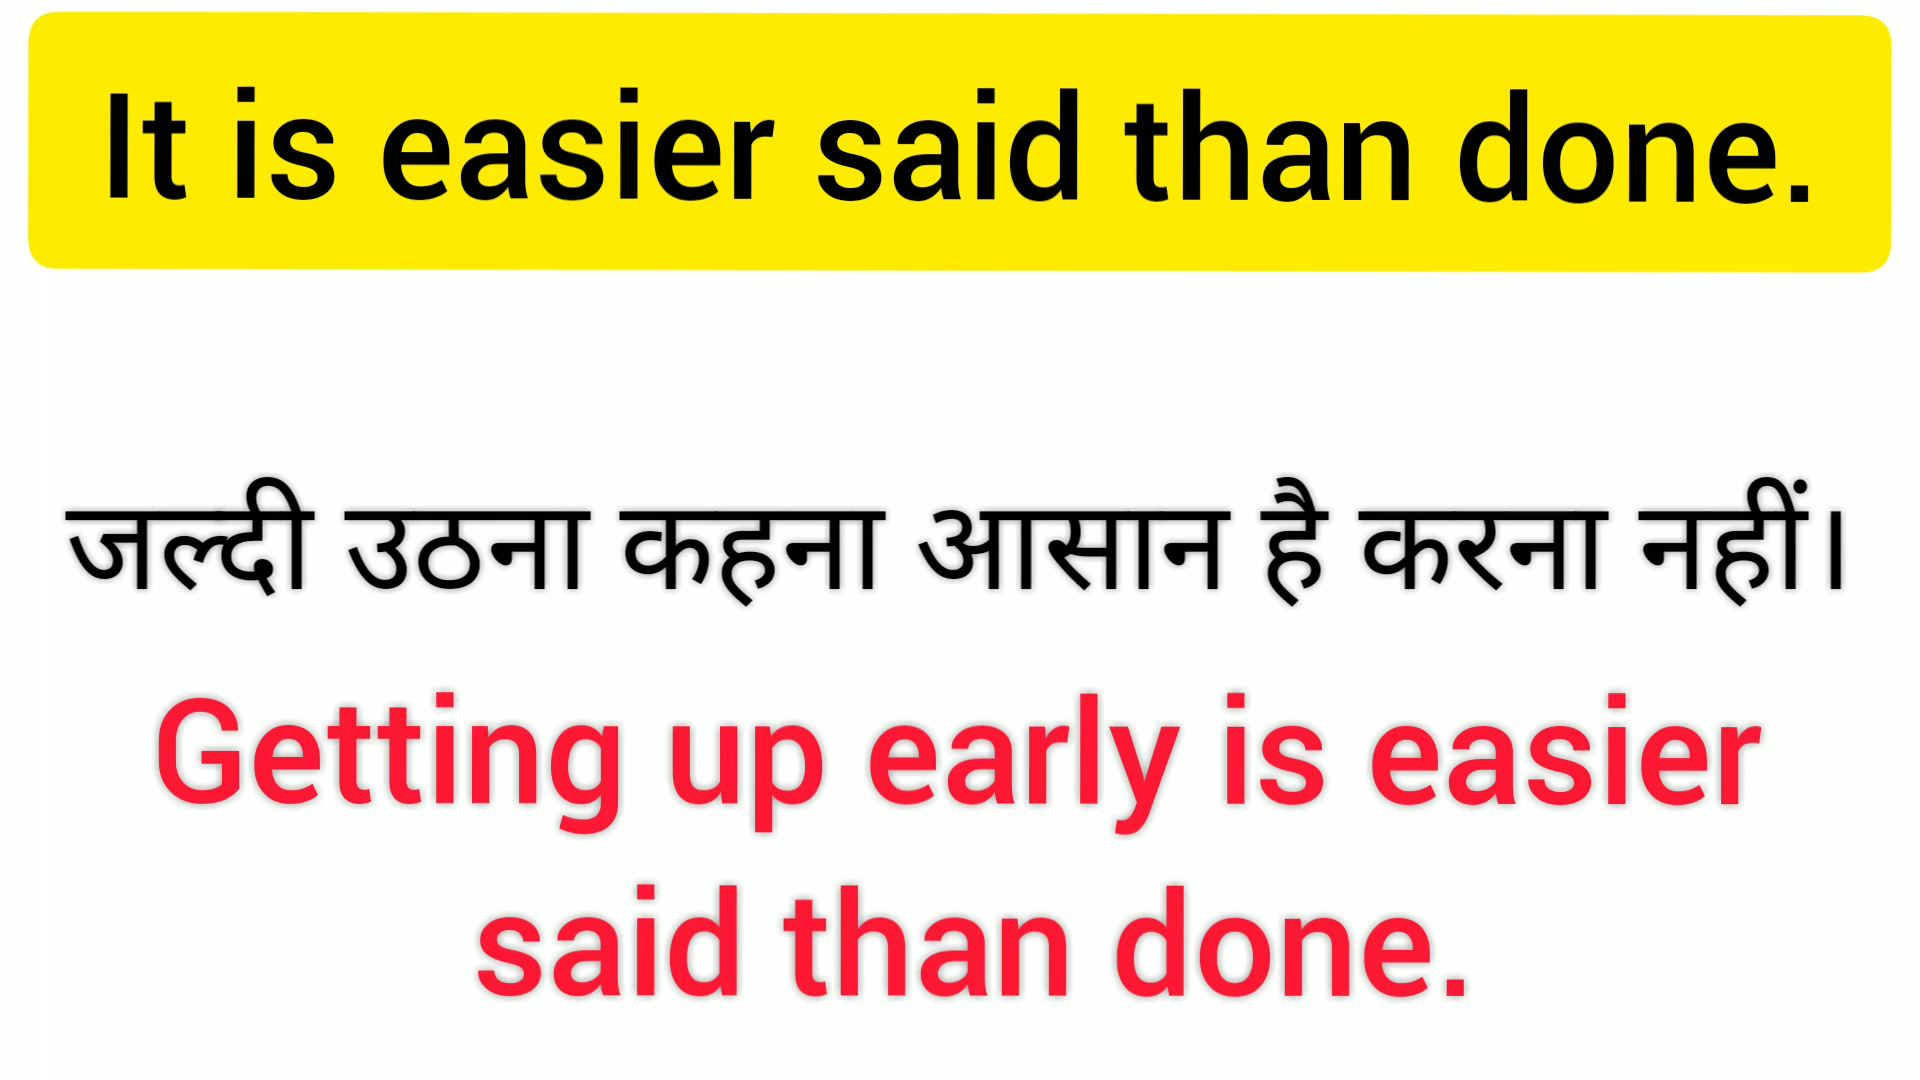 It is easier said than done.
जल्दी उठना कहना आसान है करना नहीं।
Getting up early is easier
said than done.